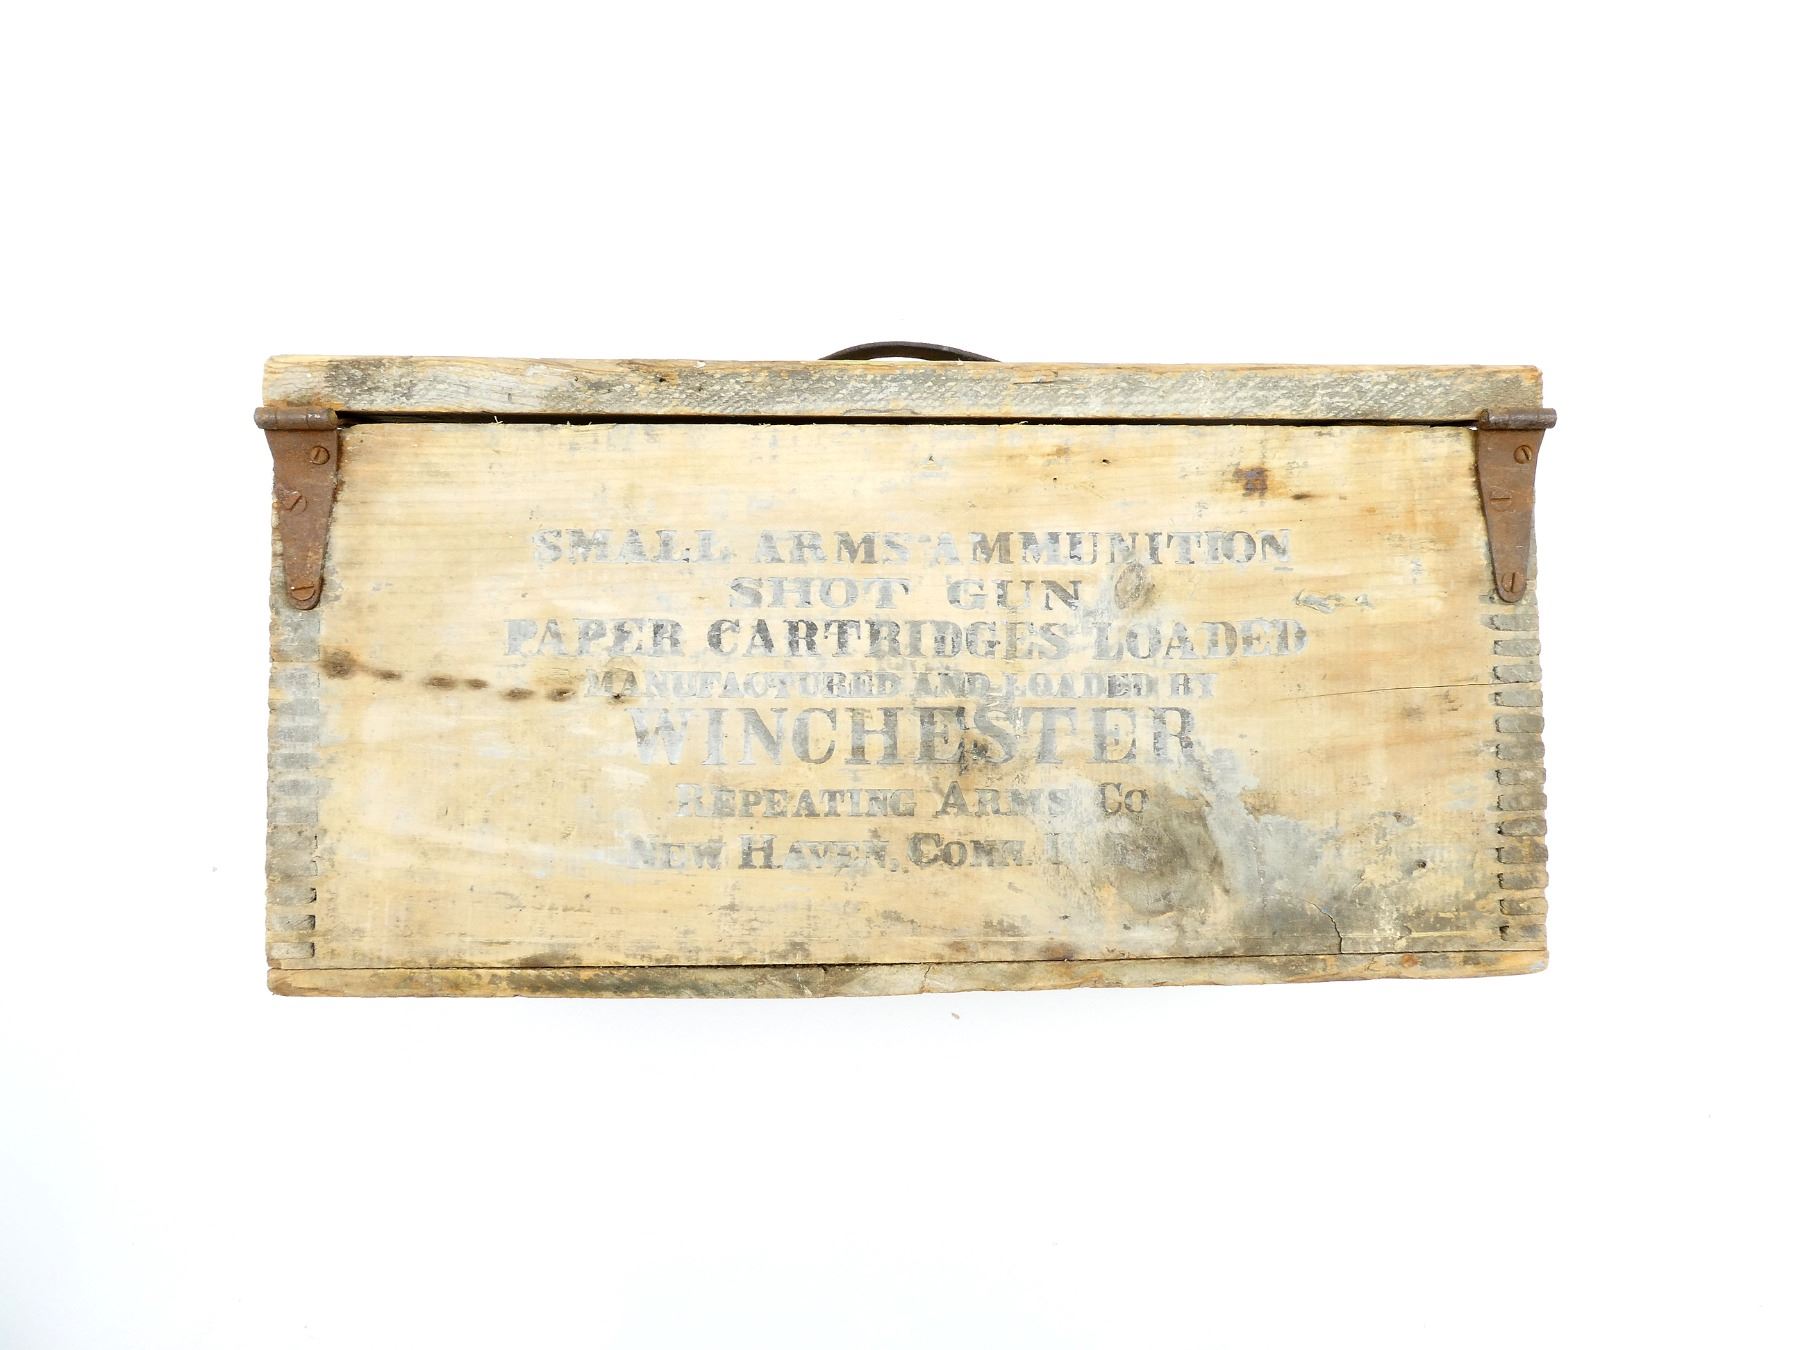 SMALL ARMS AMMUNITION
SHOT GUN
PAPER CARTRIDGES LOADED
MANUFACTURED AND LOADED BY
WINCHESTER
REPEATING ARMS CO
NEW HAVEN, CONN.